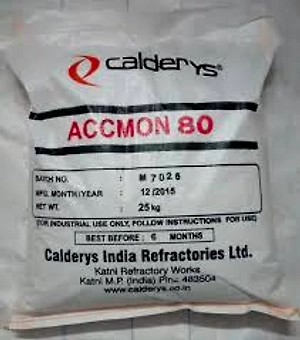 calderys®
ACCMON 80
BATCH NO. : M 7026
MFG. MONTH/YEAR : 12/2015
NET WT. : 25 kg
(FOR INDUSTRIAL USE ONLY, FOLLOW INSTRUCTIONS FOR USE)
BEST BEFORE : 6 MONTHS
Calderys India Refractories Ltd.
Katni Refractory Works
Katni M.P. (India) Pin: 483504
www.calderys.co.in